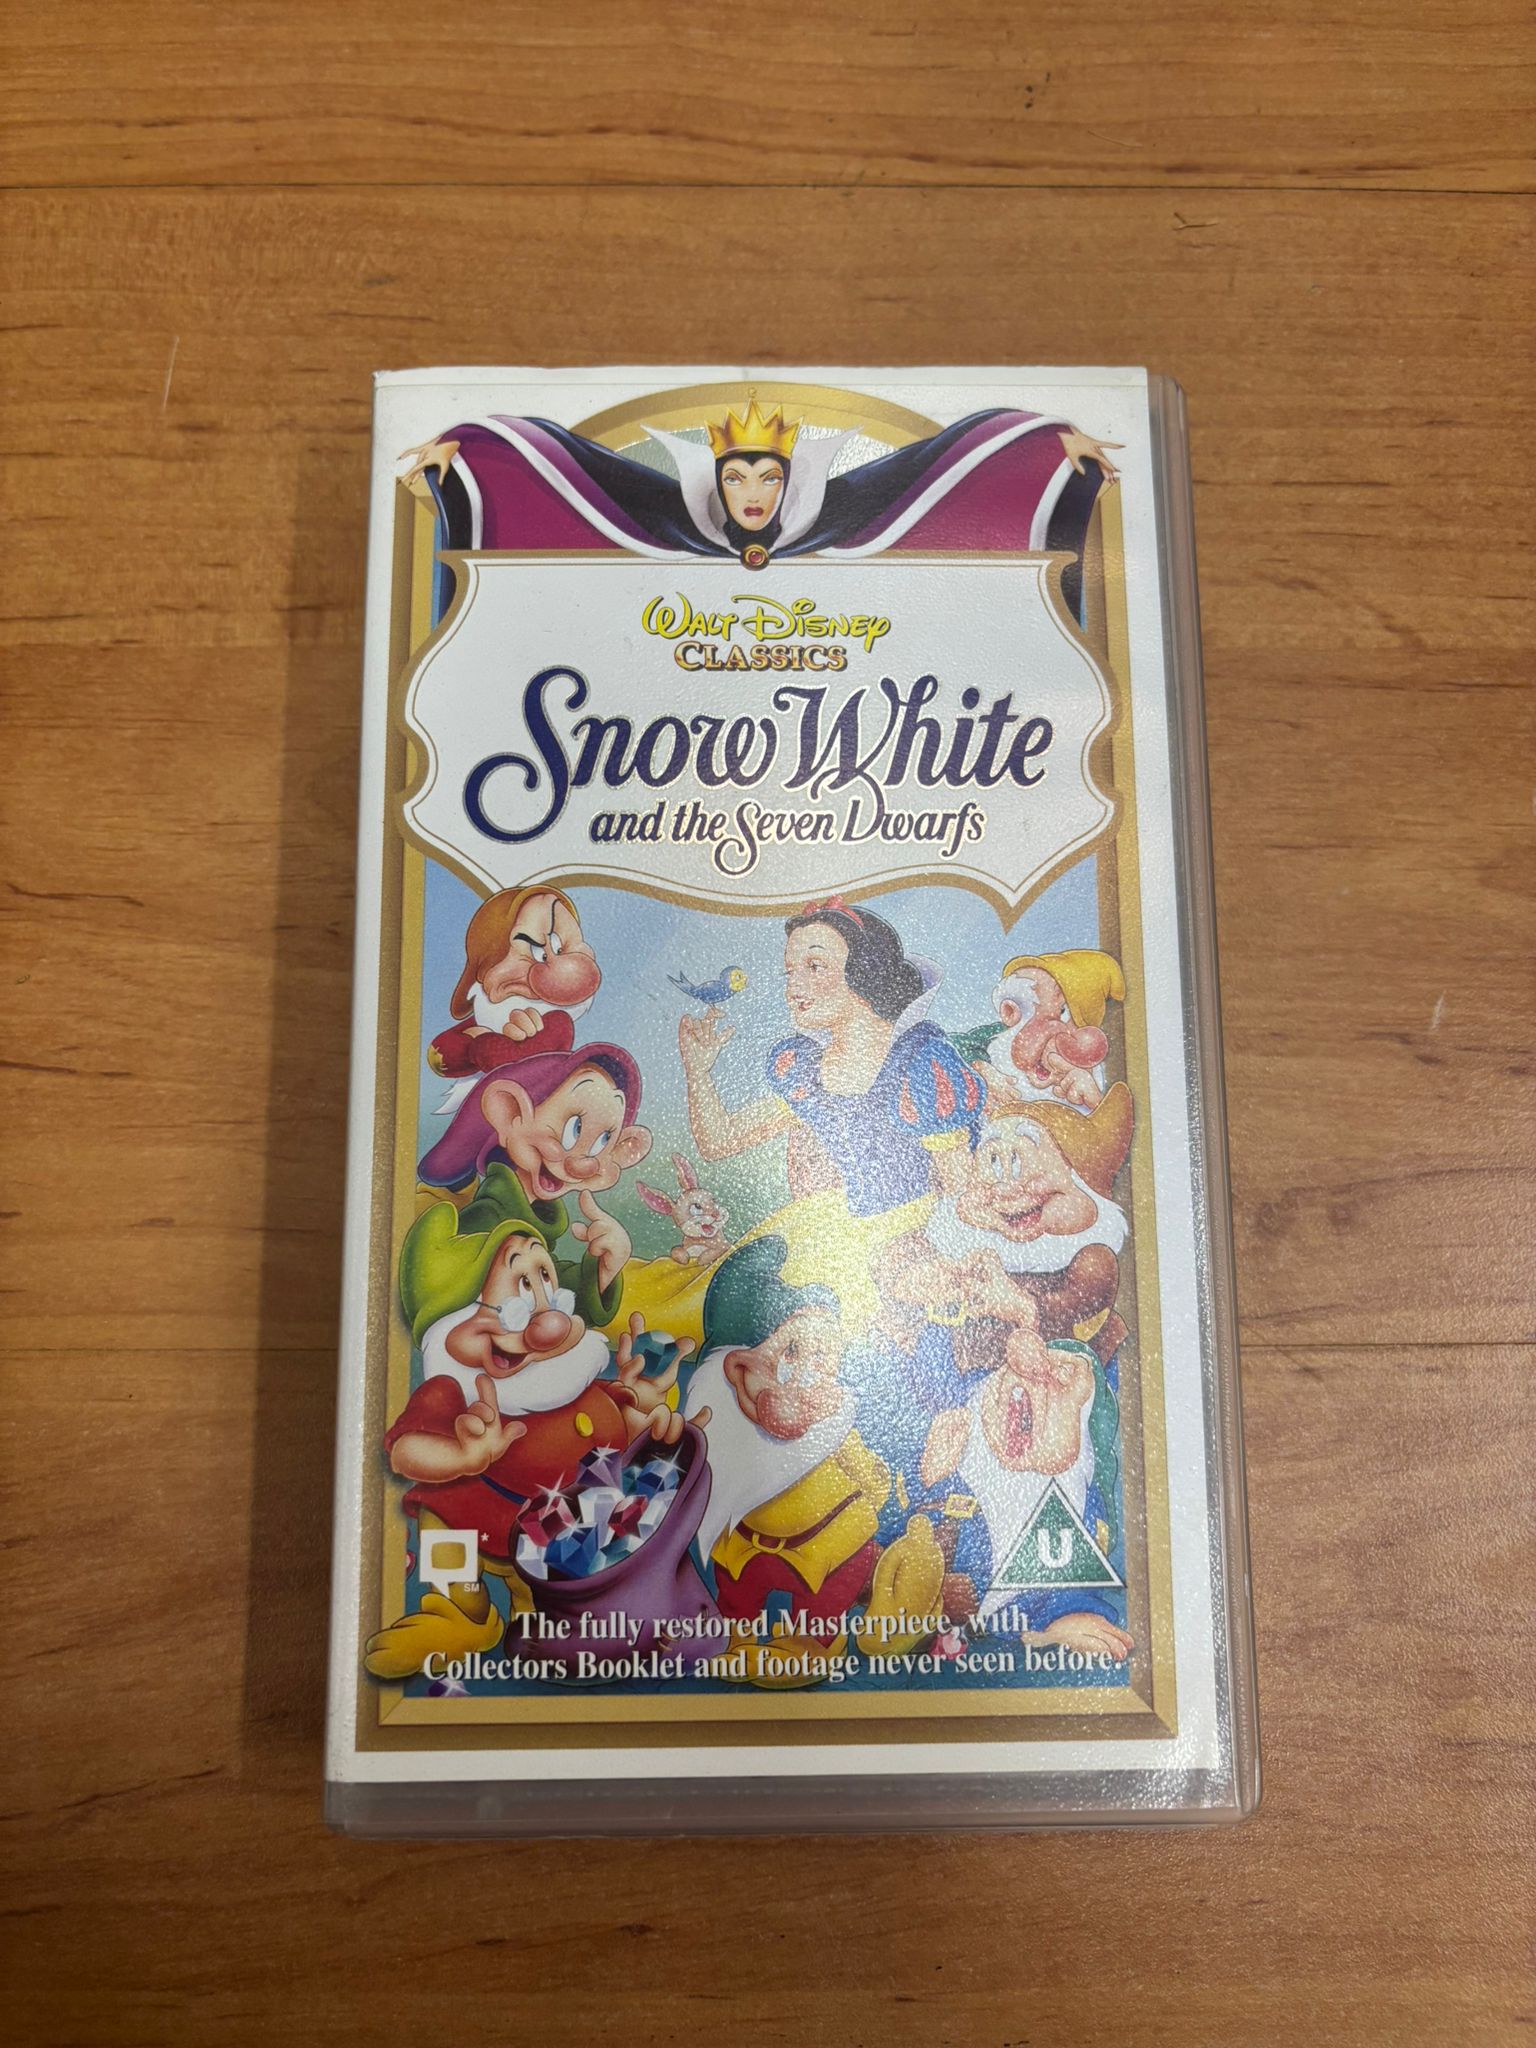 Walt Disney
Classics
Snow White
and the Seven Dwarfs
U
SM
The fully restored Masterpiece, with
Collectors Booklet and footage never seen before.